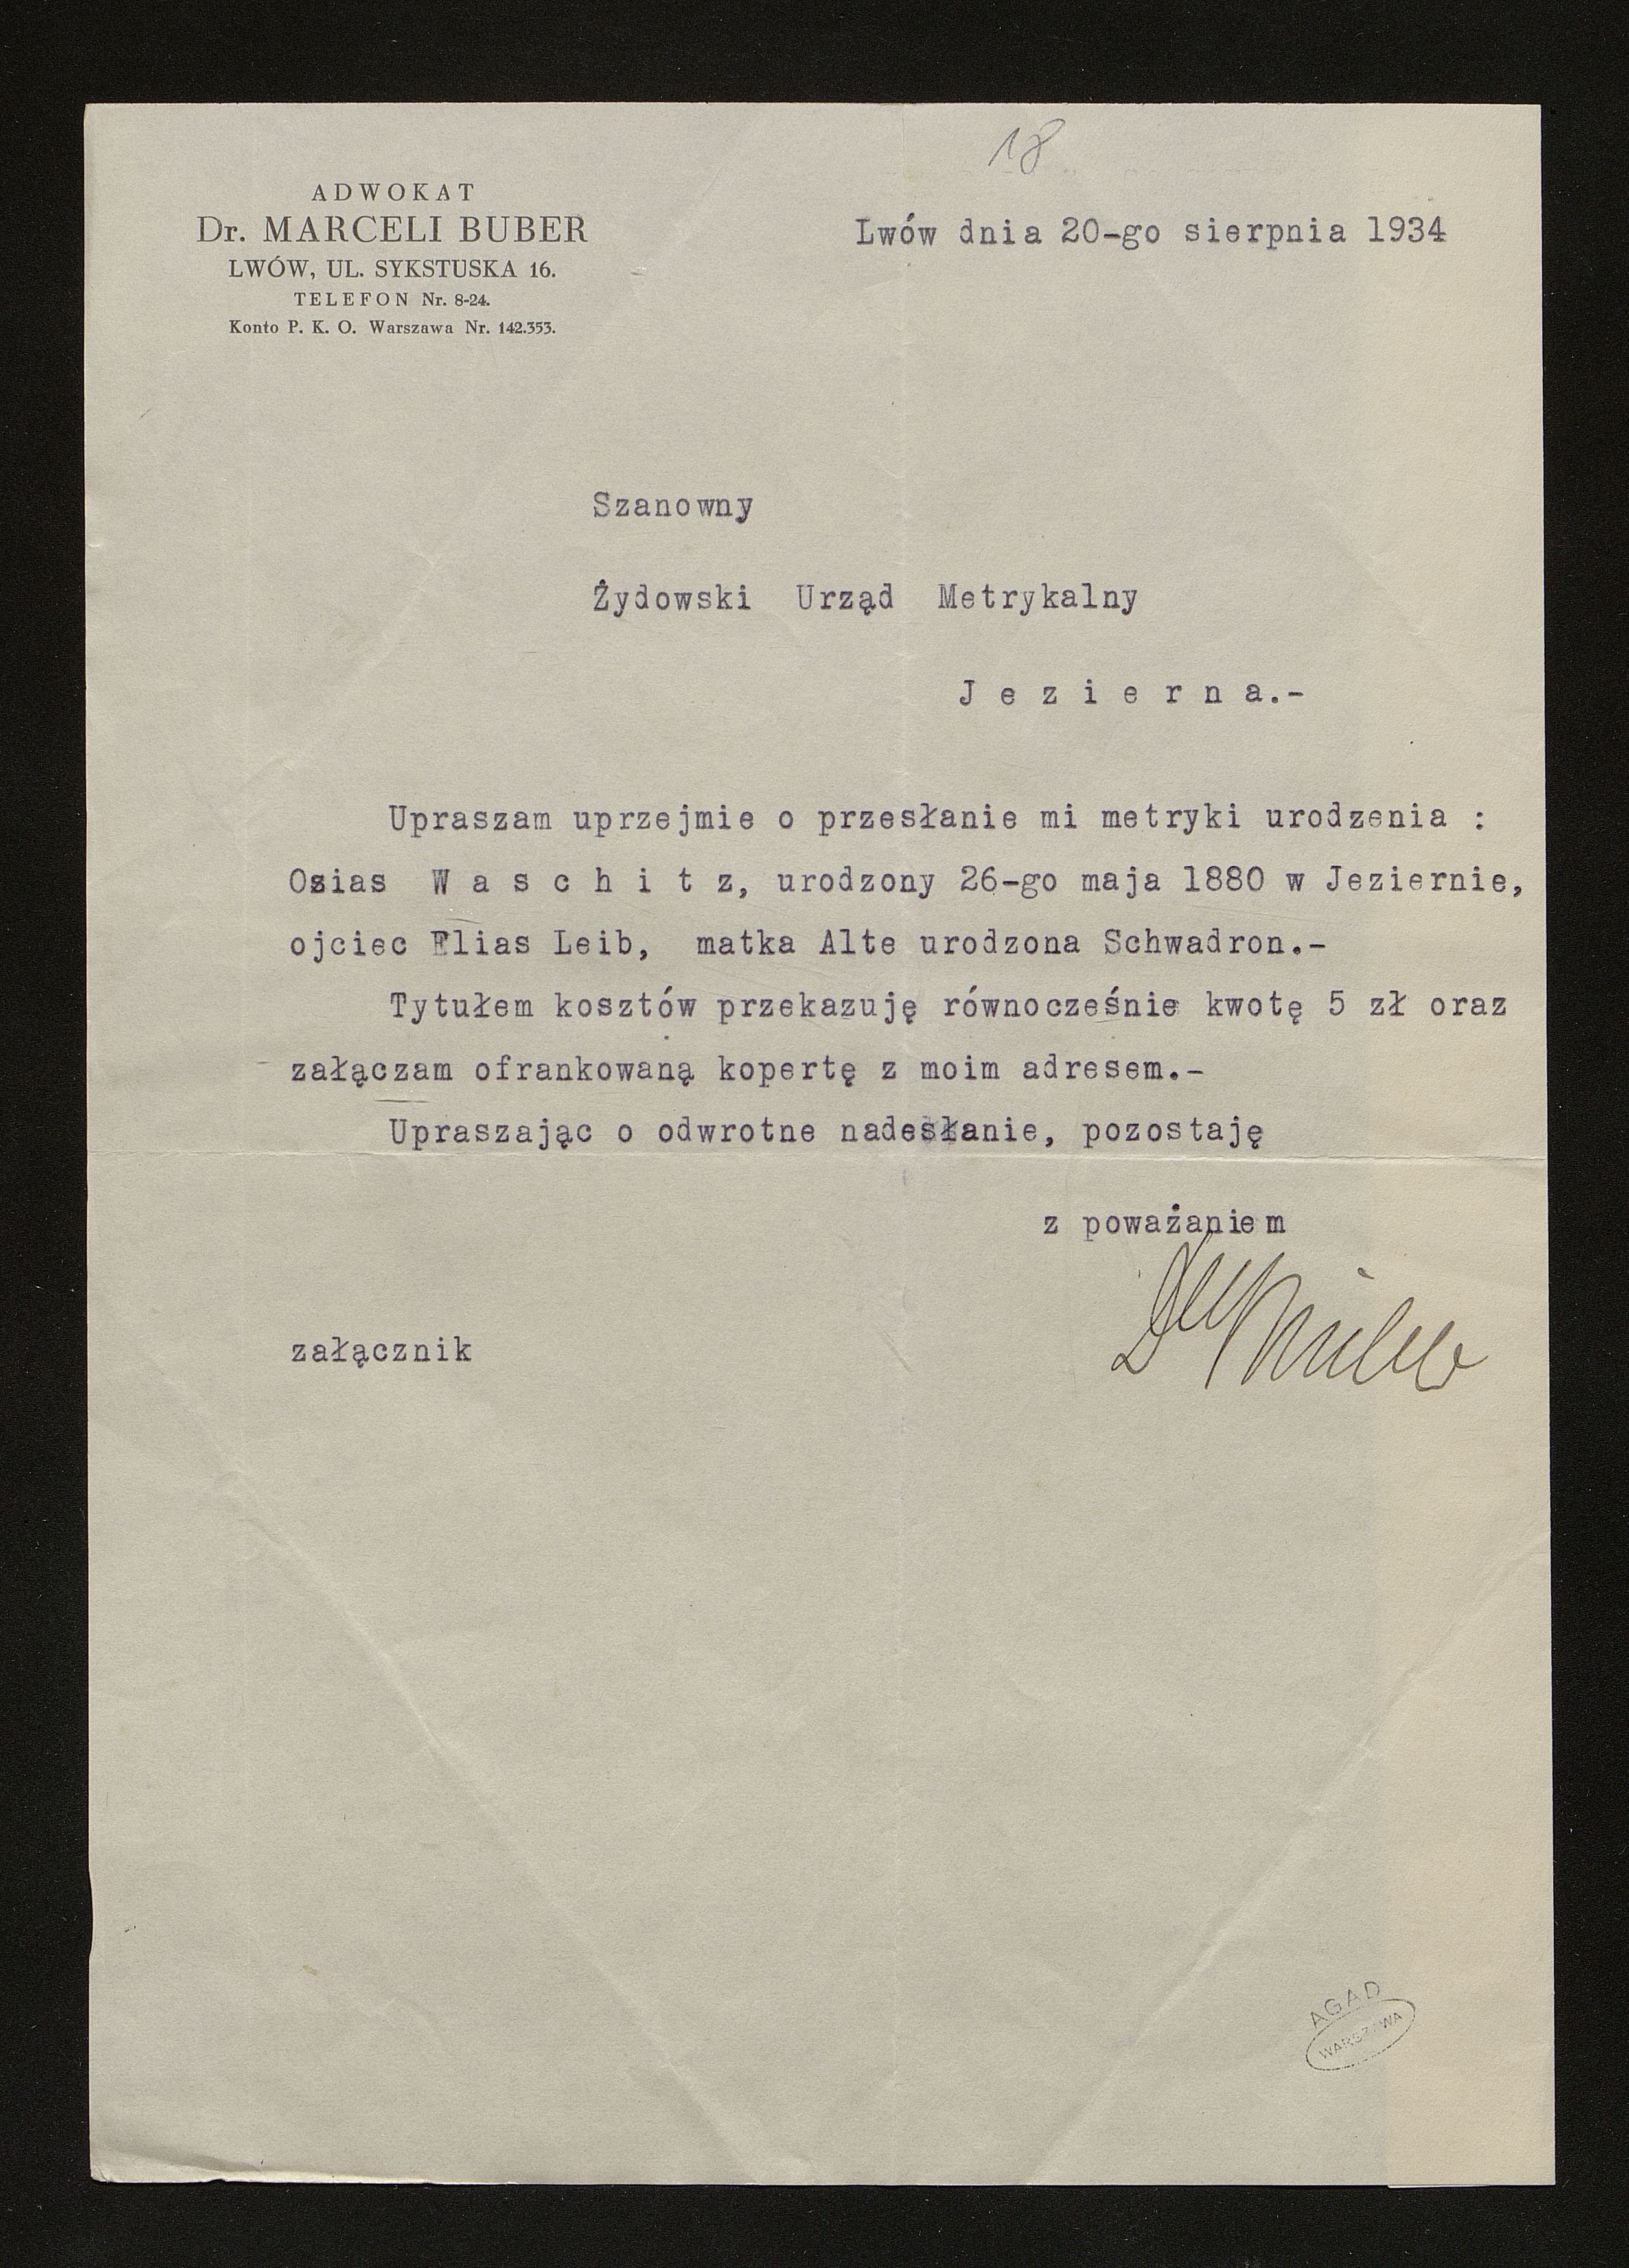 18
ADWOKAT
Dr. MARCELI BUBER
LWÓW, UL. SYKSTUSKA 16.
TELEFON Nr. 8-24.
Konto P. K. O. Warszawa Nr. 142.353.
Lwów dnia 20-go sierpnia 1934
Szanowny
Żydowski Urząd Metrykalny
J e z i e r n a.-
Upraszam uprzejmie o przesłanie mi metryki urodzenia :
Osias W a s c h i t z, urodzony 26-go maja 1880 w Jeziernie,
ojciec Elias Leib, matka Alte urodzona Schwadron.-
Tytułem kosztów przekazuję równocześnie kwotę 5 zł oraz
załączam ofrankowaną kopertę z moim adresem.-
Upraszając o odwrotne nadesłanie, pozostaję
z poważaniem
załącznik
AGAD
WARSZAWA